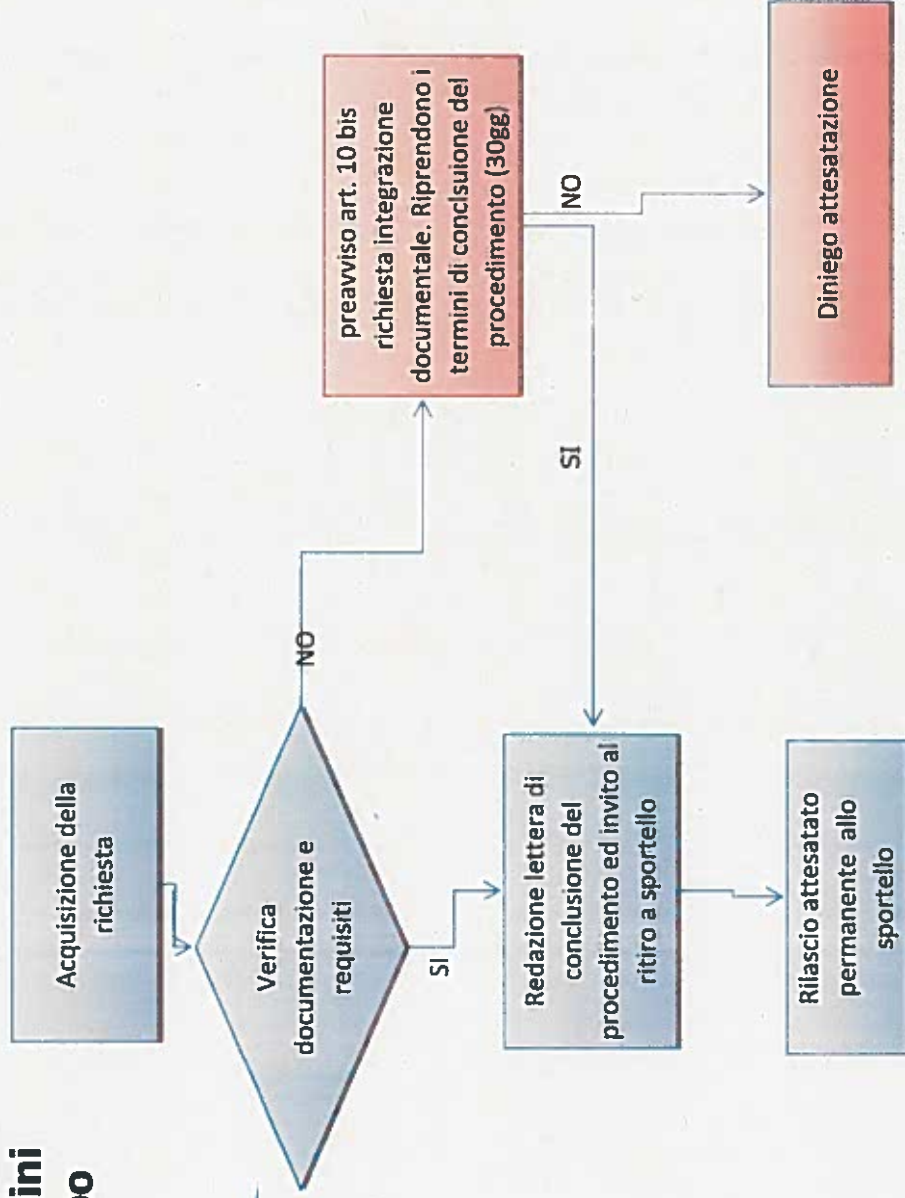 ini
po
Acquisizione della
richiesta
Verifica
documentazione e
requisiti
NO
SI
preavviso art. 10 bis
richiesta integrazione
documentale. Riprendono i
termini di conclsuione del
procedimento (30gg)
NO
SI
Redazione lettera di
conclusione del
procedimento ed invito al
ritiro a sportello
Rilascio attesatato
permanente allo
sportello
Diniego attesatazione